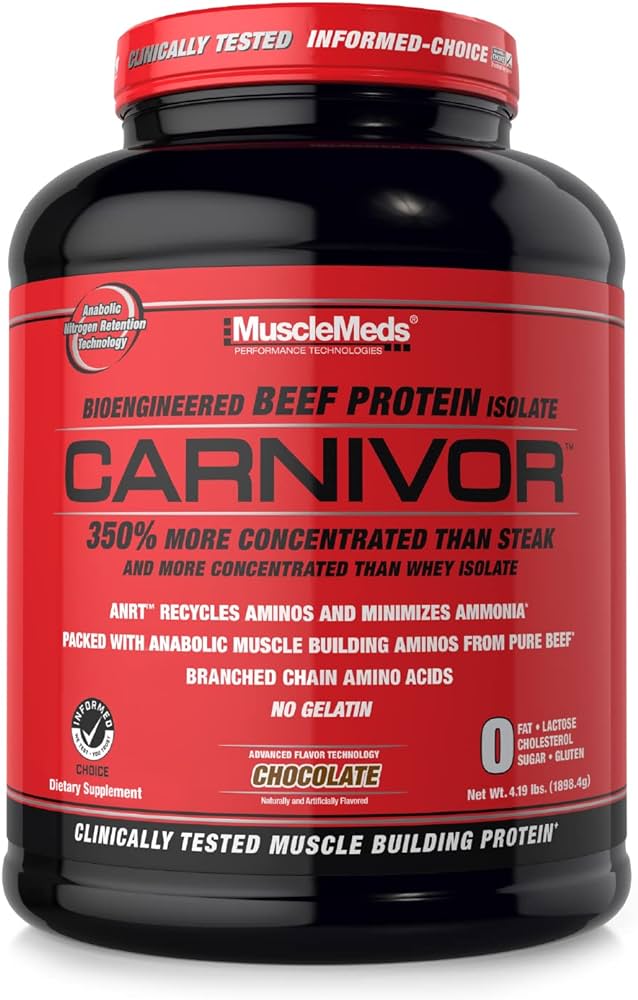 CLINICALLY TESTED INFORMED-CHOICE
Anabolic
Nitrogen Retention
Technology
MuscleMeds®
PERFORMANCE TECHNOLOGIES
BIOENGINEERED BEEF PROTEIN ISOLATE
CARNIVOR™
350% MORE CONCENTRATED THAN STEAK
AND MORE CONCENTRATED THAN WHEY ISOLATE
ANRT™ RECYCLES AMINOS AND MINIMIZES AMMONIA*
PACKED WITH ANABOLIC MUSCLE BUILDING AMINOS FROM PURE BEEF*
BRANCHED CHAIN AMINO ACIDS
NO GELATIN
INFORMED
WE TEST • YOU TRUST
CHOICE
Dietary Supplement
ADVANCED FLAVOR TECHNOLOGY
CHOCOLATE
Naturally and Artificially Flavored
0 FAT • LACTOSE
CHOLESTEROL
SUGAR • GLUTEN
Net Wt. 4.19 lbs. (1898.4g)
CLINICALLY TESTED MUSCLE BUILDING PROTEIN⁺